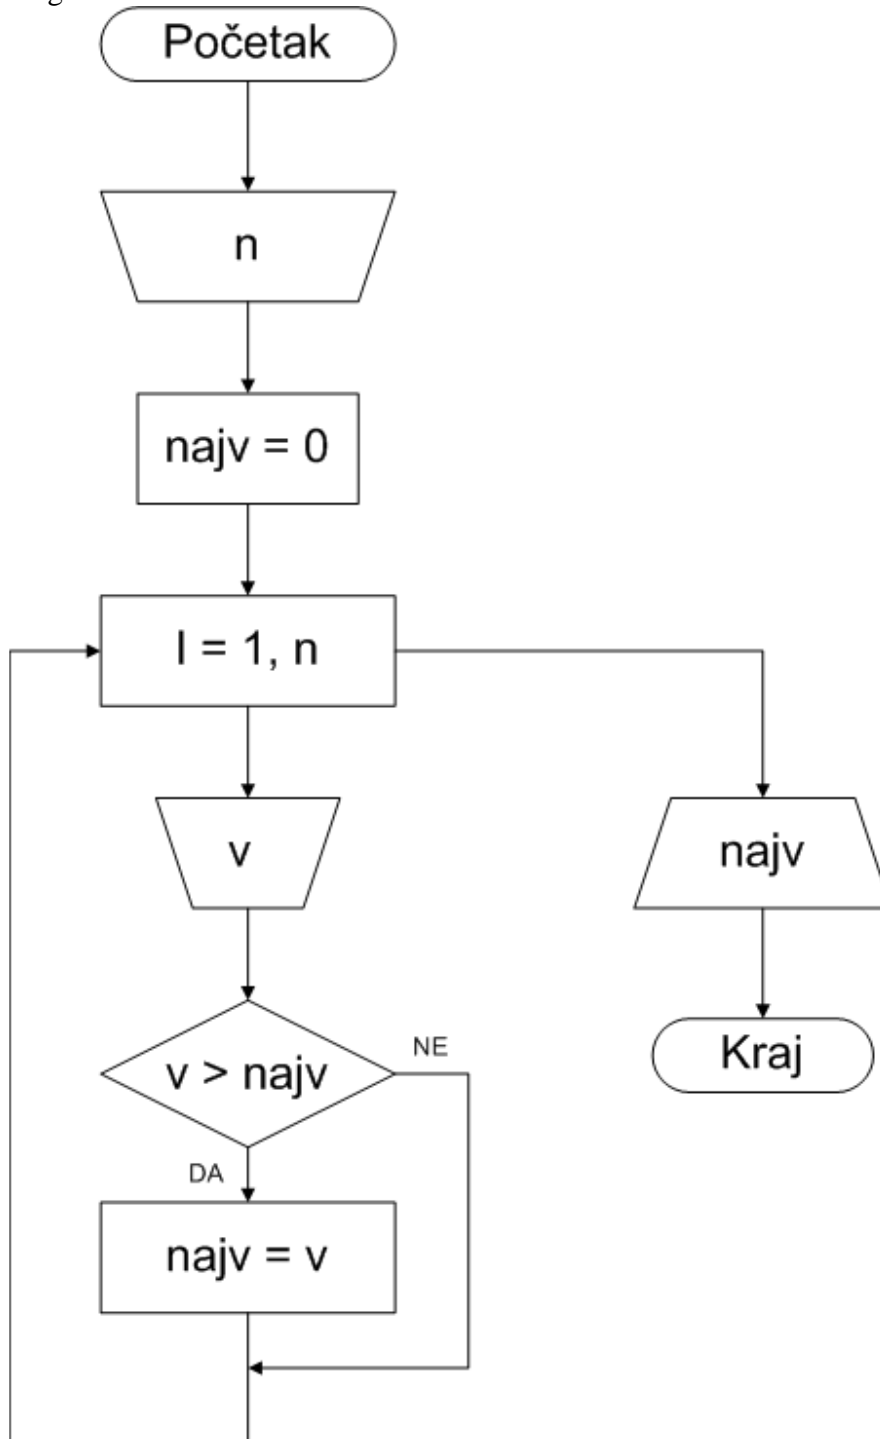 Početak
n
najv = 0
I = 1, n
v
najv
v > najv
NE
Kraj
DA
najv = v